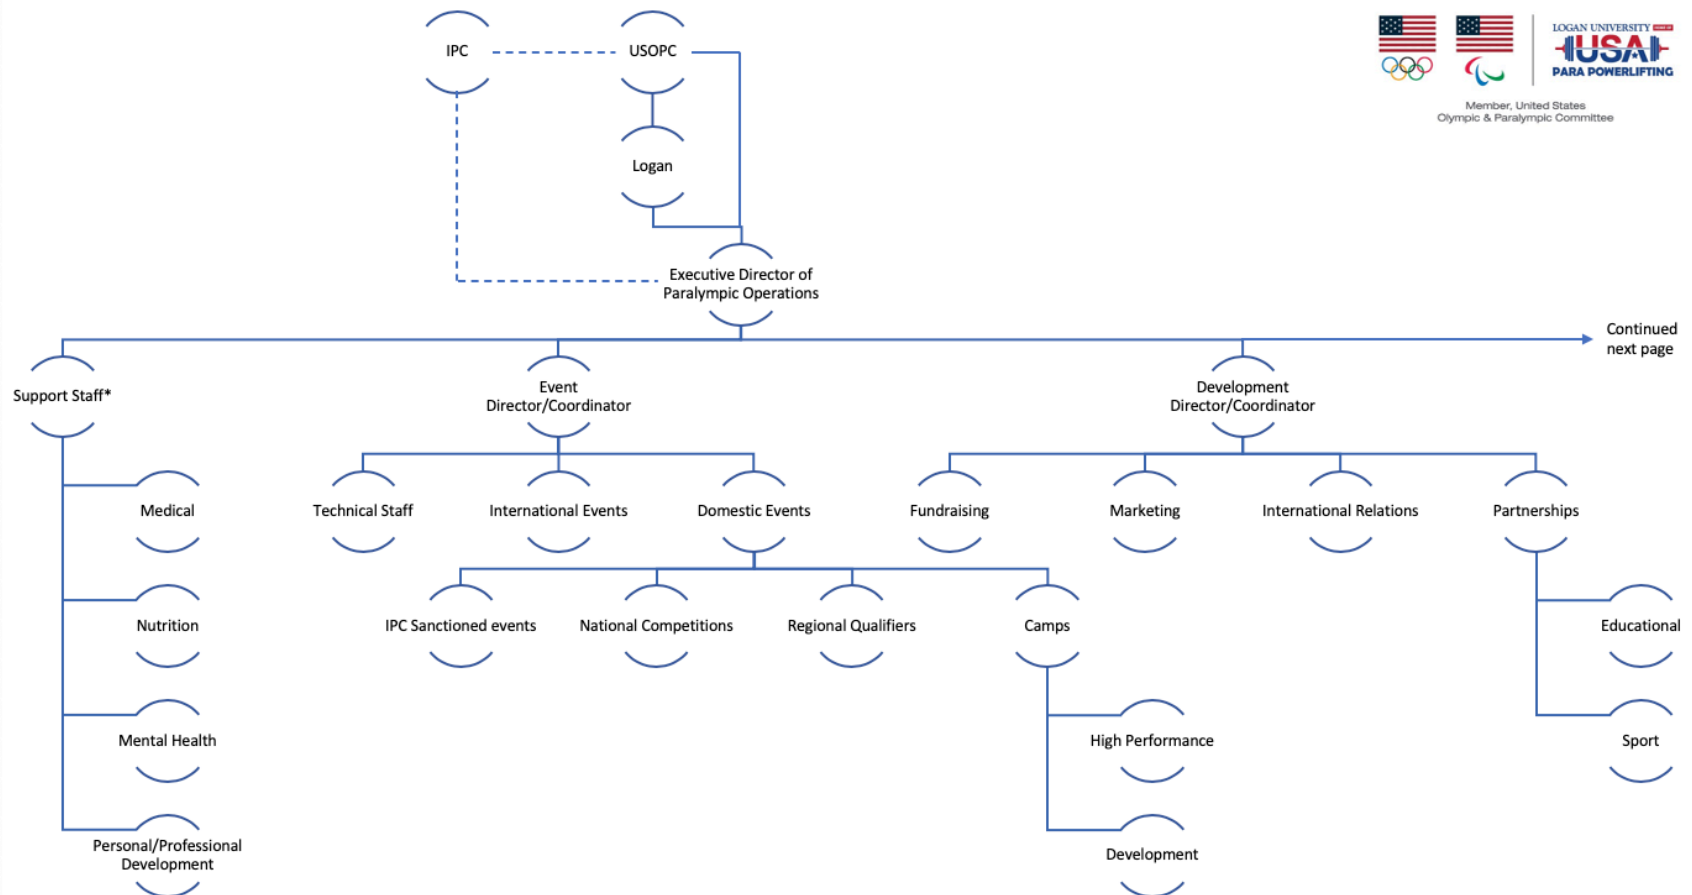 IPC
USOPC
LOGAN UNIVERSITY
USA
PARA POWERLIFTING
Member, United States
Olympic & Paralympic Committee
Logan
Executive Director of
Paralympic Operations
Continued
next page
Support Staff*
Event
Director/Coordinator
Development
Director/Coordinator
Medical
Technical Staff
International Events
Domestic Events
Fundraising
Marketing
International Relations
Partnerships
Nutrition
IPC Sanctioned events
National Competitions
Regional Qualifiers
Camps
Educational
Mental Health
High Performance
Sport
Personal/Professional
Development
Development